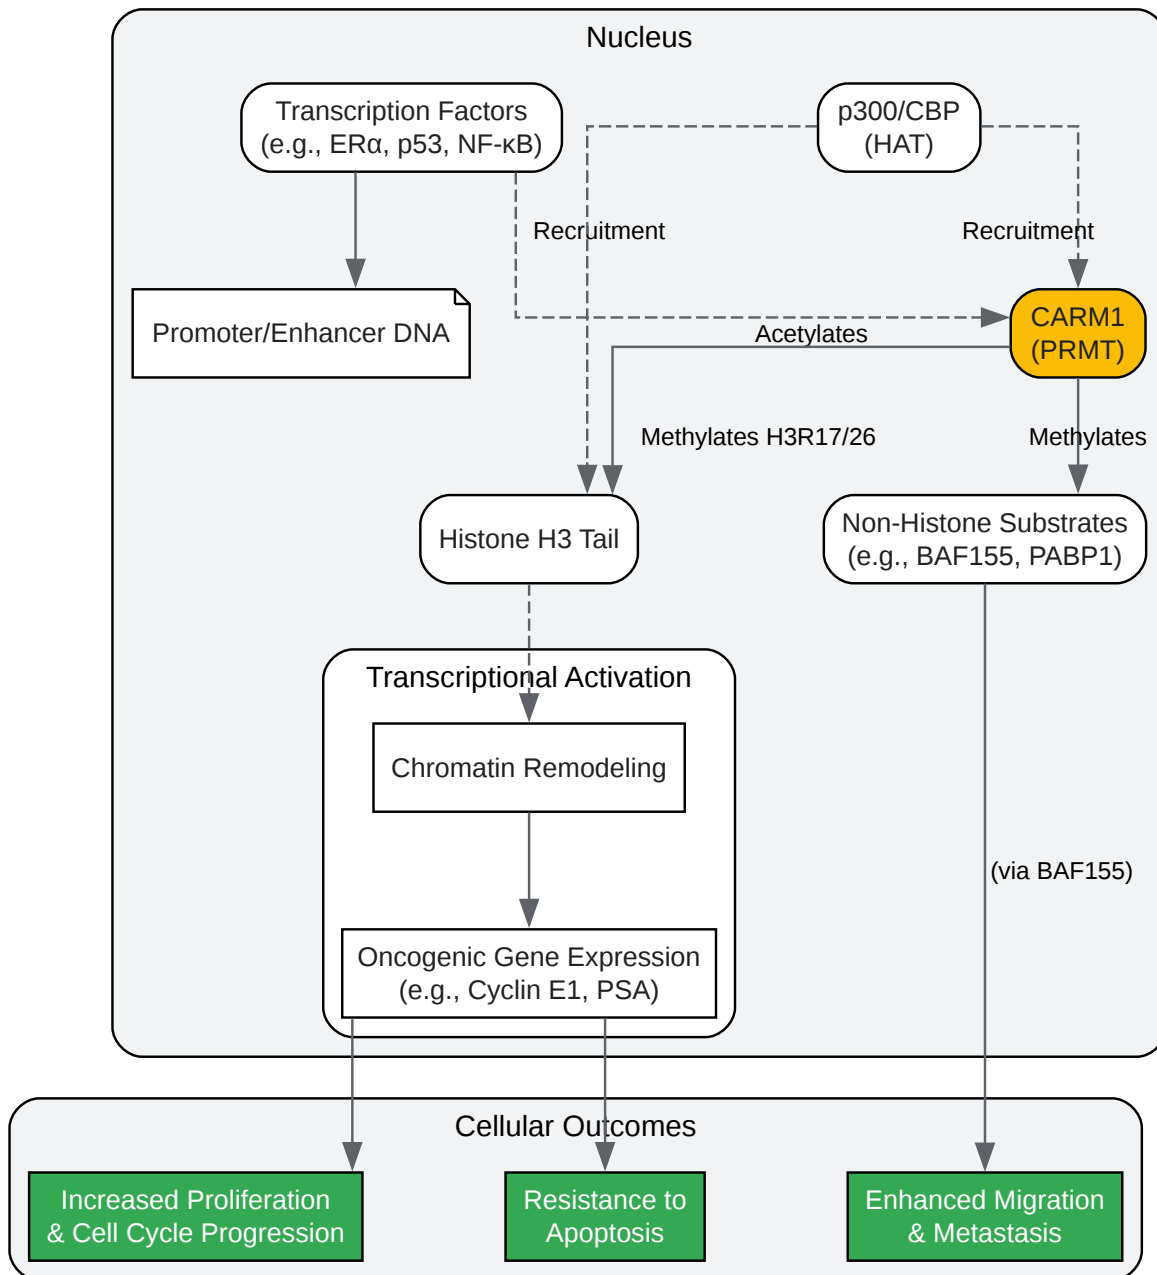 Nucleus
Transcription Factors
(e.g., ERα, p53, NF-κB)
p300/CBP
(HAT)
Recruitment
Recruitment
Promoter/Enhancer DNA
CARM1
(PRMT)
Acetylates
Methylates H3R17/26
Methylates
Histone H3 Tail
Non-Histone Substrates
(e.g., BAF155, PABP1)
Transcriptional Activation
Chromatin Remodeling
(via BAF155)
Oncogenic Gene Expression
(e.g., Cyclin E1, PSA)
Cellular Outcomes
Increased Proliferation
& Cell Cycle Progression
Resistance to
Apoptosis
Enhanced Migration
& Metastasis